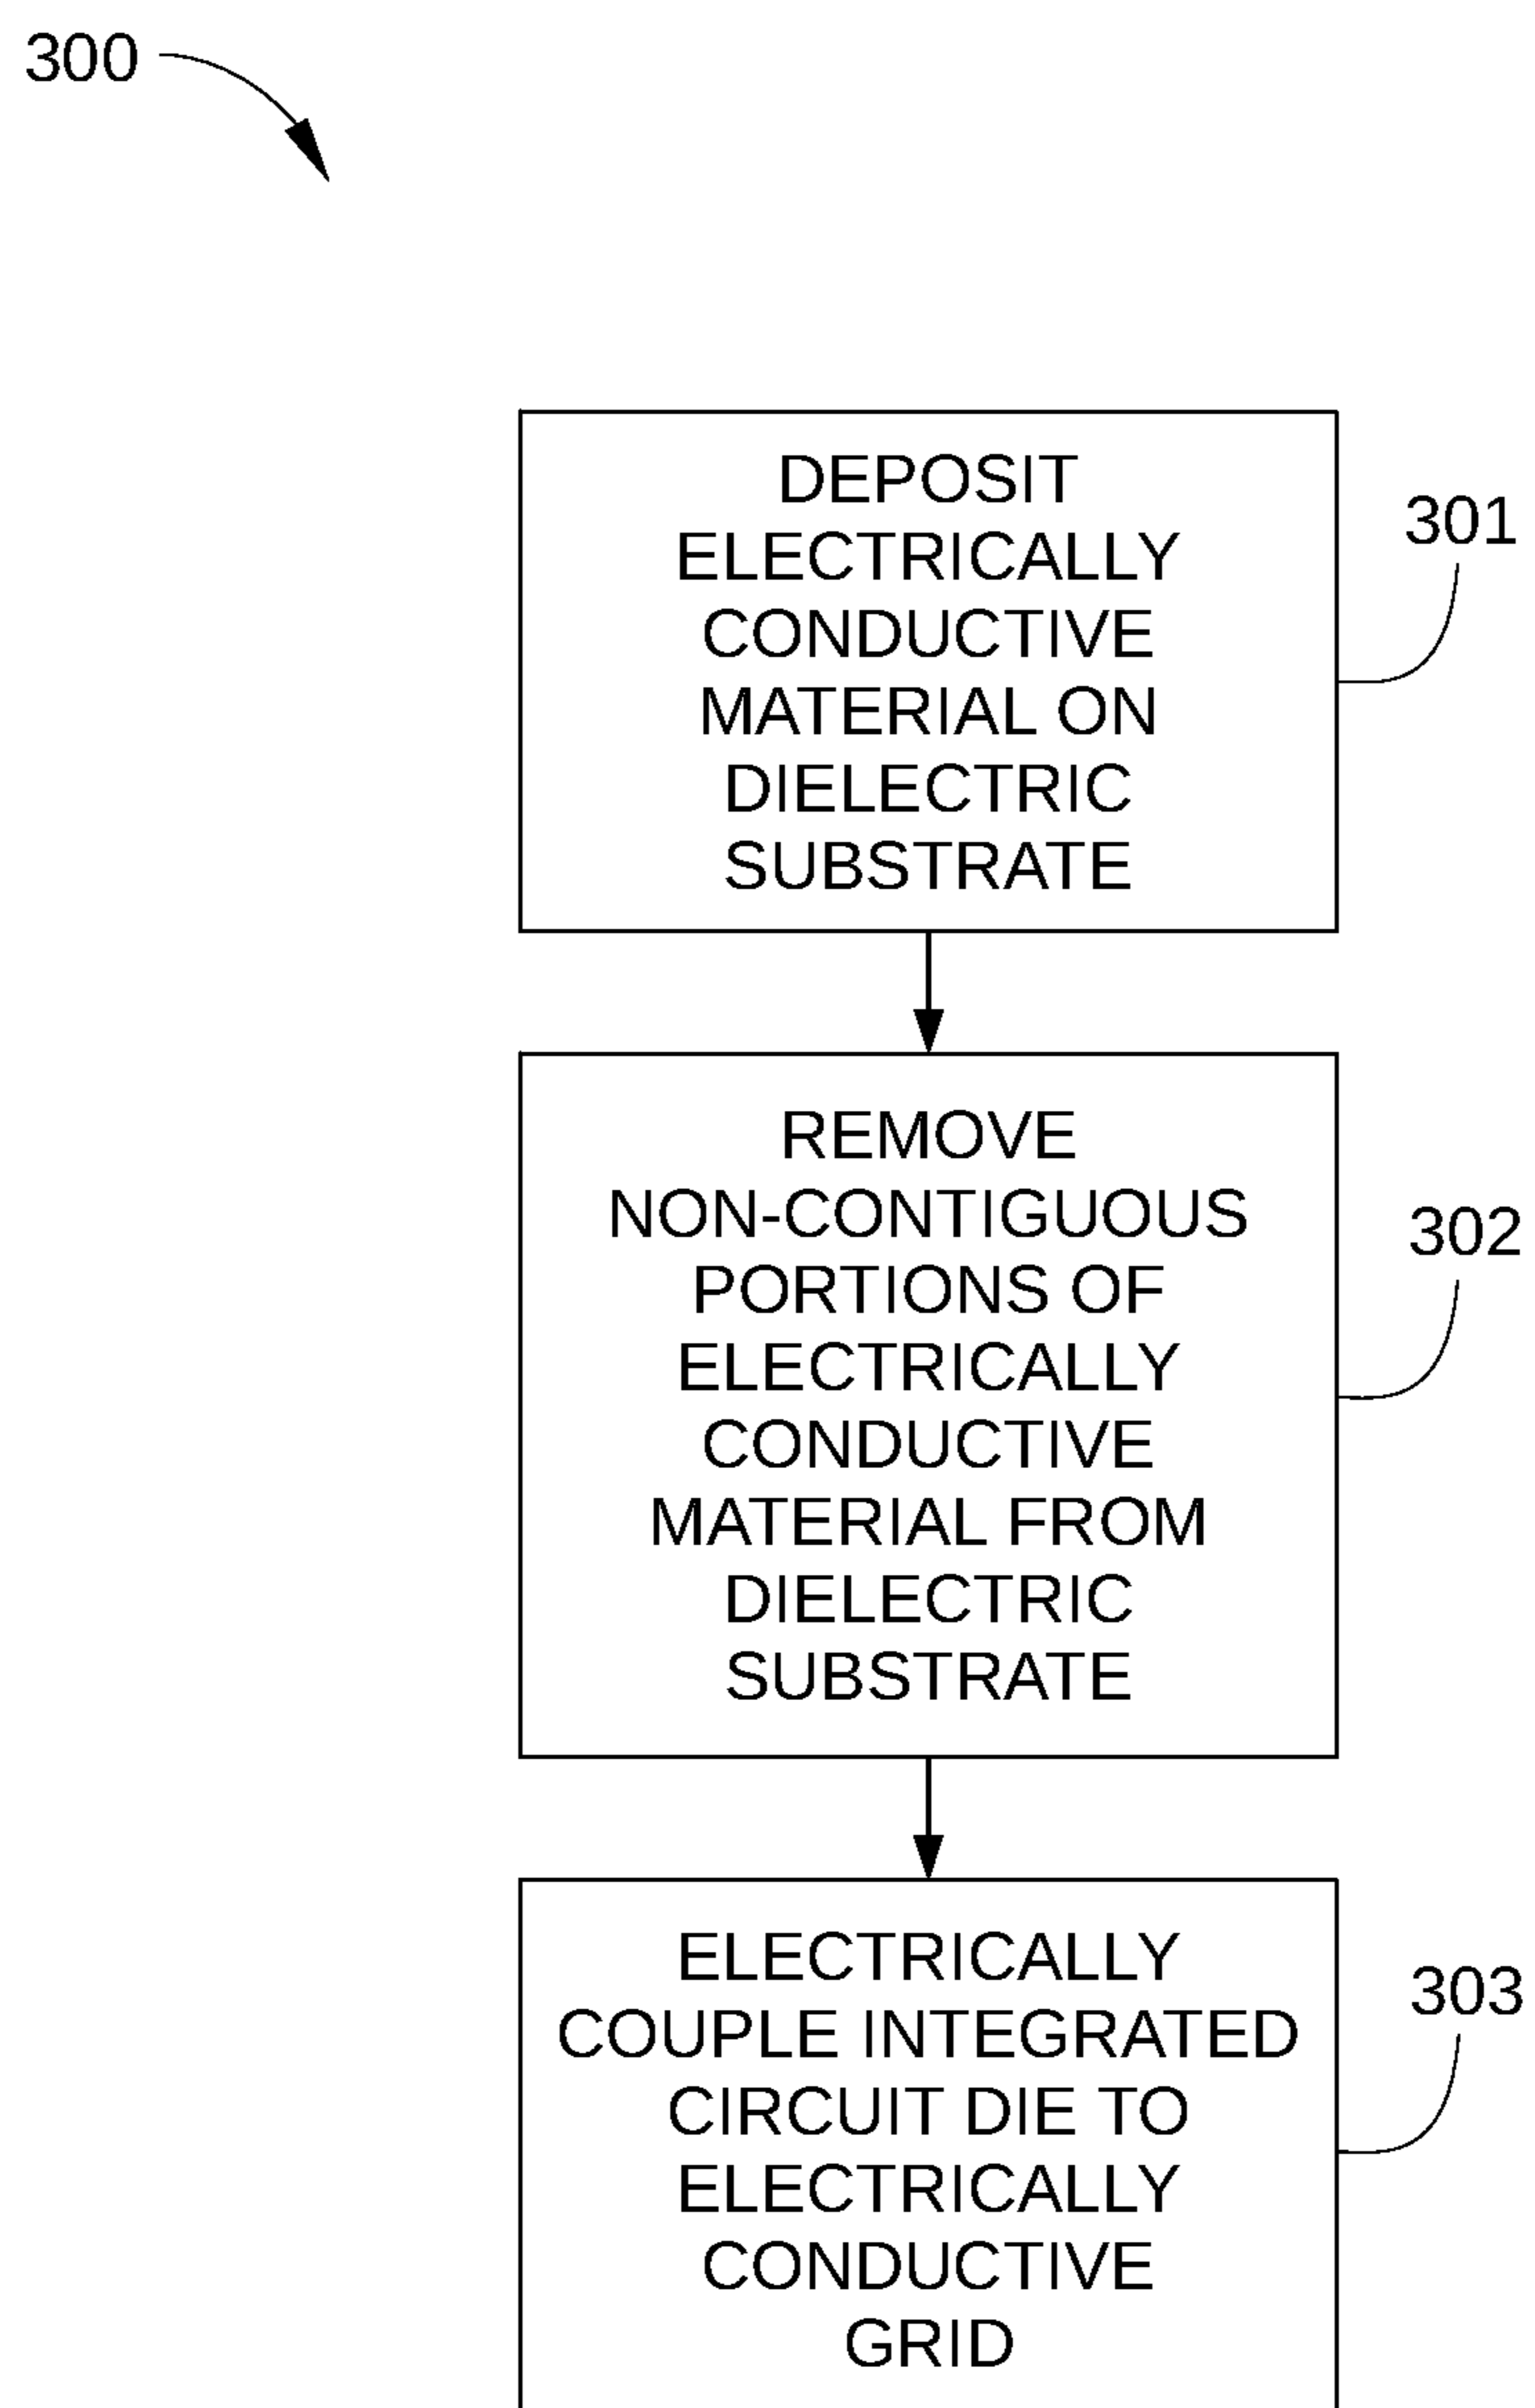 300
DEPOSIT
ELECTRICALLY
CONDUCTIVE
MATERIAL ON
DIELECTRIC
SUBSTRATE
301
REMOVE
NON-CONTIGUOUS
PORTIONS OF
ELECTRICALLY
CONDUCTIVE
MATERIAL FROM
DIELECTRIC
SUBSTRATE
302
ELECTRICALLY
COUPLE INTEGRATED
CIRCUIT DIE TO
ELECTRICALLY
CONDUCTIVE
GRID
303